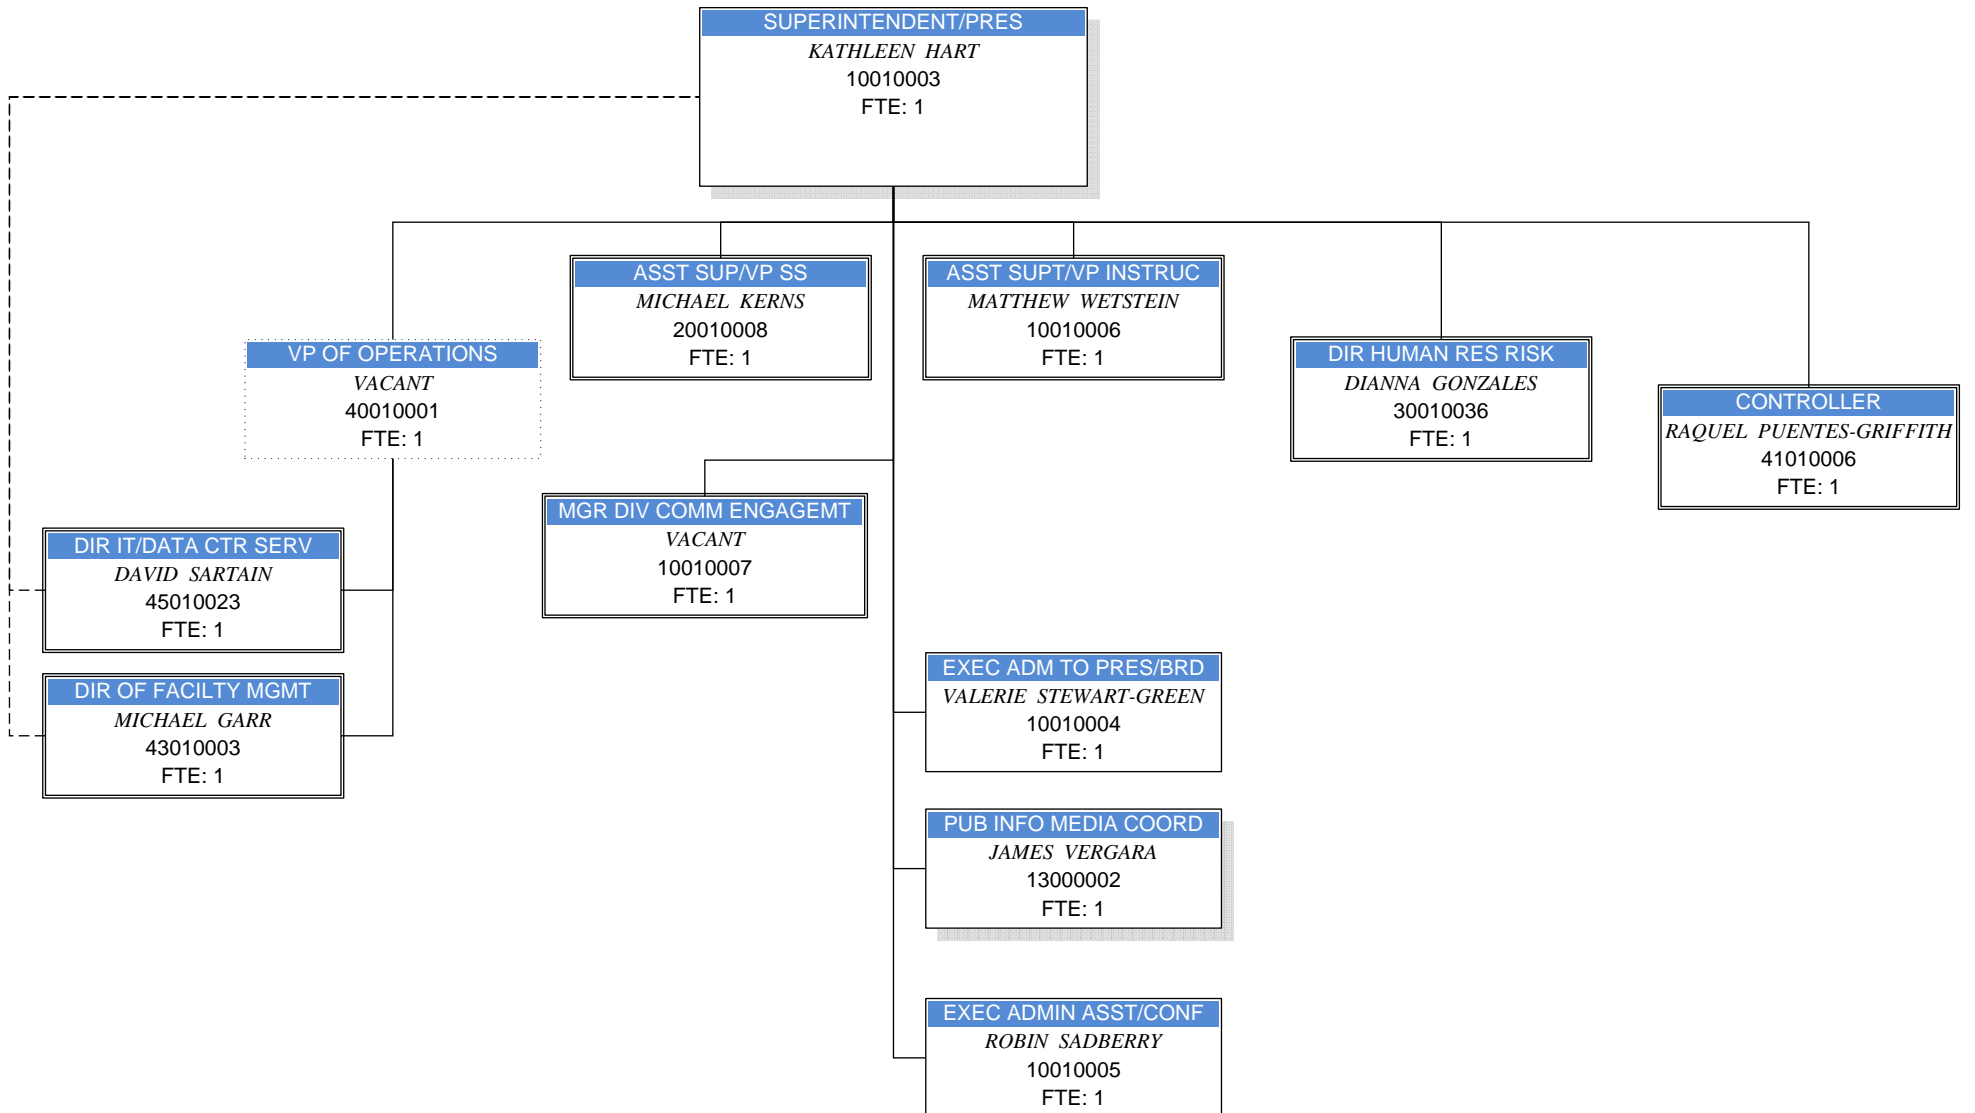 SUPERINTENDENT/PRES
KATHLEEN HART
10010003
FTE: 1
ASST SUP/VP SS
MICHAEL KERNS
20010008
FTE: 1
ASST SUPT/VP INSTRUC
MATTHEW WETSTEIN
10010006
FTE: 1
VP OF OPERATIONS
VACANT
40010001
FTE: 1
DIR HUMAN RES RISK
DIANNA GONZALES
30010036
FTE: 1
CONTROLLER
RAQUEL PUENTES-GRIFFITH
41010006
FTE: 1
MGR DIV COMM ENGAGEMT
VACANT
10010007
FTE: 1
DIR IT/DATA CTR SERV
DAVID SARTAIN
45010023
FTE: 1
DIR OF FACILTY MGMT
MICHAEL GARR
43010003
FTE: 1
EXEC ADM TO PRES/BRD
VALERIE STEWART-GREEN
10010004
FTE: 1
PUB INFO MEDIA COORD
JAMES VERGARA
13000002
FTE: 1
EXEC ADMIN ASST/CONF
ROBIN SADBERRY
10010005
FTE: 1